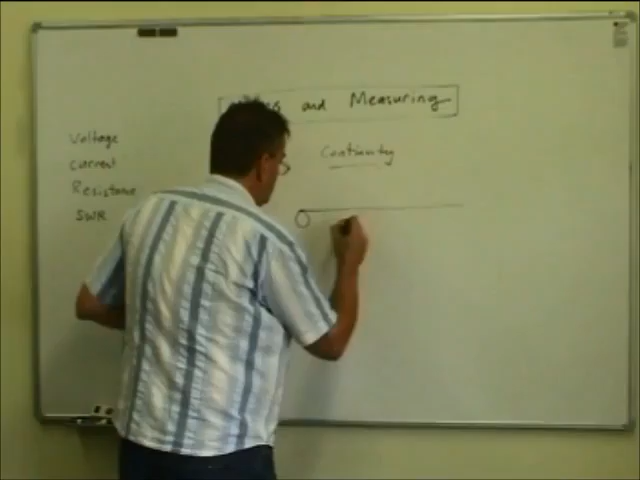 and Measuring
Continuity
Voltage
Current
Resistance
SWR